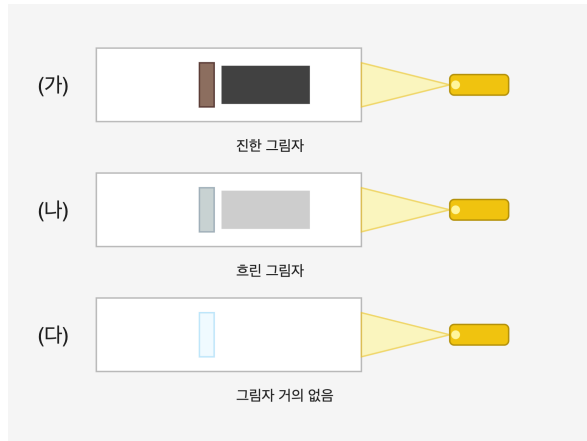 (가)
진한 그림자
(나)
흐린 그림자
(다)
그림자 거의 없음